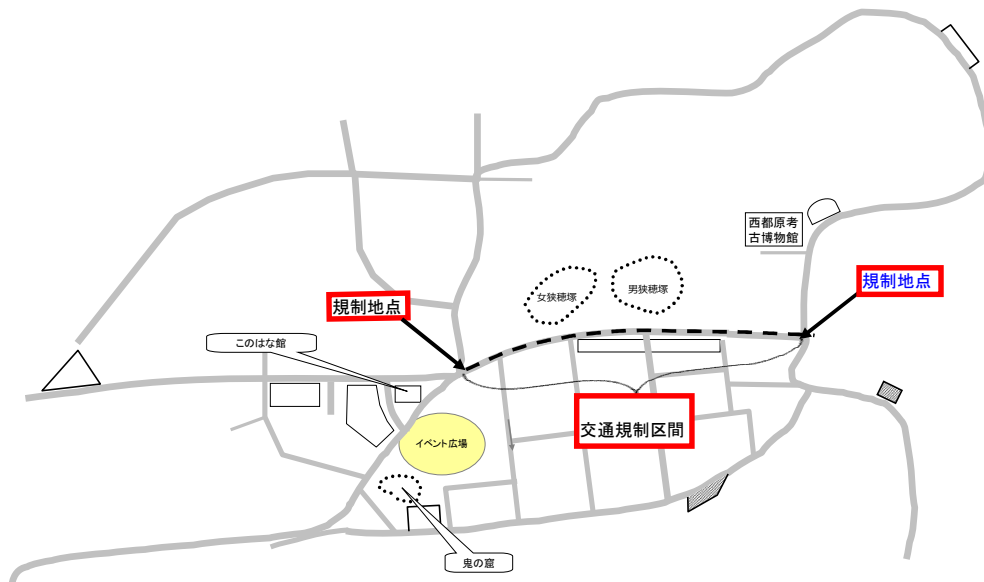 西都原考
古博物館
女狭穂塚
男狭穂塚
規制地点
規制地点
このはな館
交通規制区間
イベント広場
鬼の窟